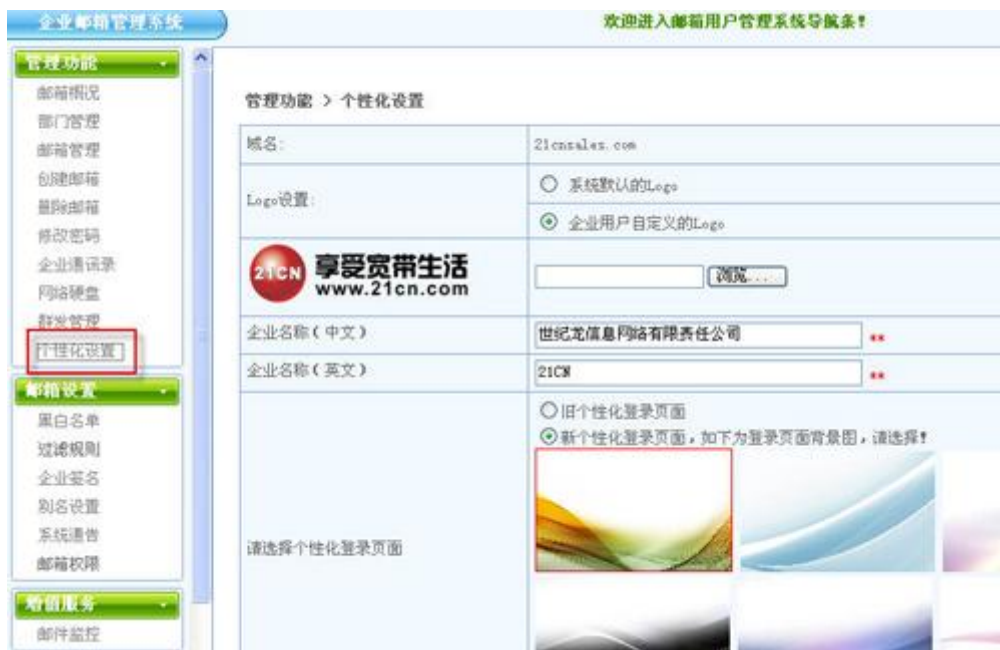 企业邮箱管理系统
欢迎进入邮箱用户管理系统导航条!
管理功能
邮箱概况
部门管理
邮箱管理
创建邮箱
删除邮箱
修改密码
企业通讯录
网络硬盘
群发管理
个性化设置
邮箱设置
黑白名单
过滤规则
企业签名
别名设置
系统通告
邮箱权限
增值服务
邮件监控
管理功能 > 个性化设置
域名:
21cnsales.com
Logo设置:
系统默认的Logo
企业用户自定义的Logo
21CN 享受宽带生活
www.21cn.com
浏览...
企业名称(中文)
世纪龙信息网络有限责任公司
**
企业名称(英文)
21CN
**
旧个性化登录页面
新个性化登录页面,如下为登录页面背景图,请选择!
请选择个性化登录页面